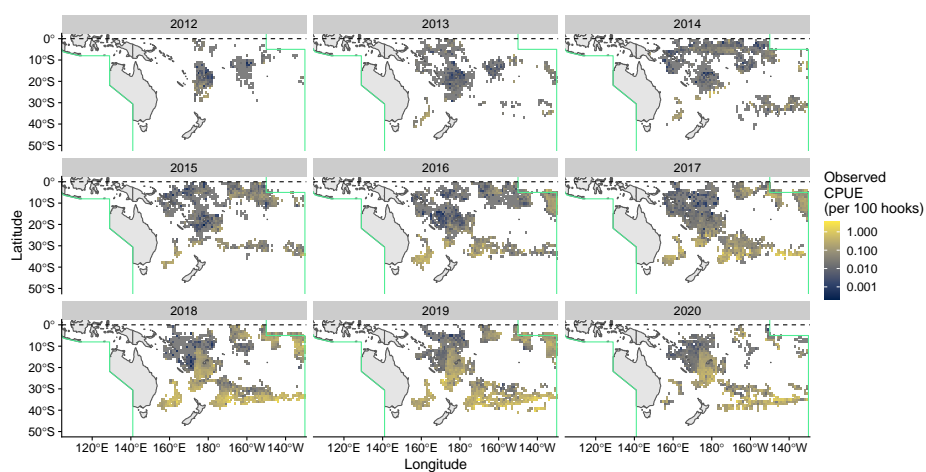 2012 2013 2014
0°
10°S
20°S
30°S
40°S
50°S
2015 2016 2017
0°
10°S
20°S
30°S
40°S
50°S
2018 2019 2020
0°
10°S
20°S
30°S
40°S
50°S
120°E 140°E 160°E 180° 160°W 140°W 120°E 140°E 160°E 180° 160°W 140°W 120°E 140°E 160°E 180° 160°W 140°W
Longitude
Latitude
Observed
CPUE
(per 100 hooks)
1.000
0.100
0.010
0.001